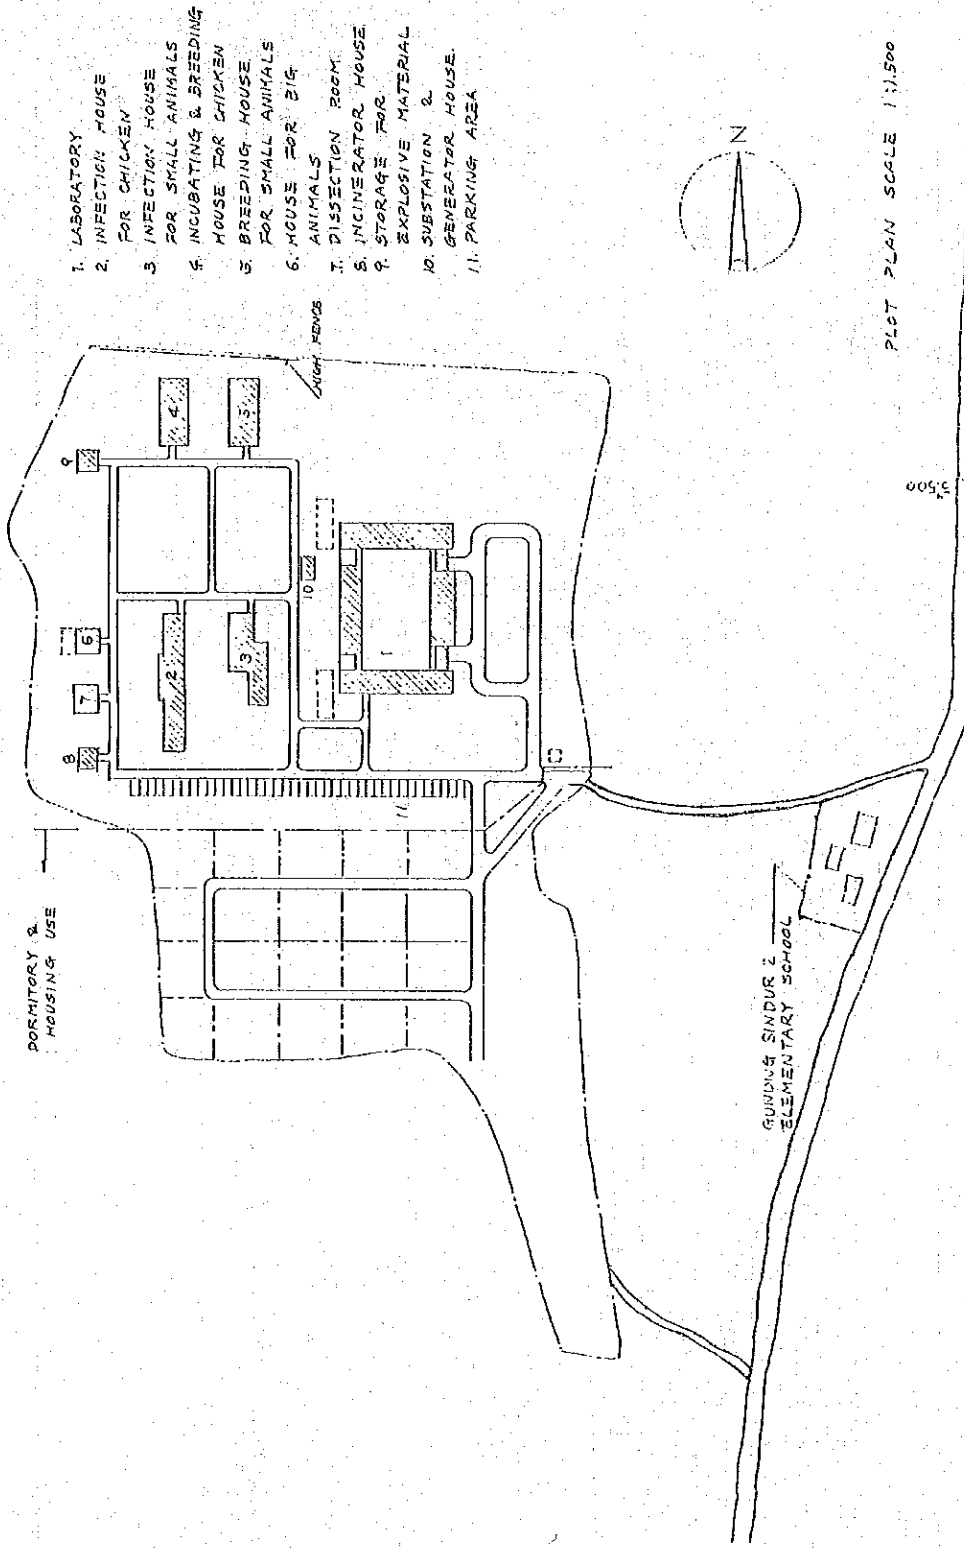 1. LABORATORY
2. INFECTION HOUSE
FOR CHICKEN
3 INFECTION HOUSE
FOR SMALL ANIMALS
4. INCUBATING & BREEDING
HOUSE FOR CHICKEN
5. BREEDING HOUSE
FOR SMALL ANIMALS
6. HOUSE FOR BIG
ANIMALS
7. DISSECTION ROOM
8. INCINERATOR HOUSE
9. STORAGE FOR
EXPLOSIVE MATERIAL
10. SUBSTATION &
GENERATOR HOUSE.
11. PARKING AREA
N
PLOT PLAN SCALE 1:1,500
HIGH FENCE
DORMITORY &
HOUSING USE
9
4
5
6
7
8
2
3
10
1
11
GUNUNG SINDUR 2
ELEMENTARY SCHOOL